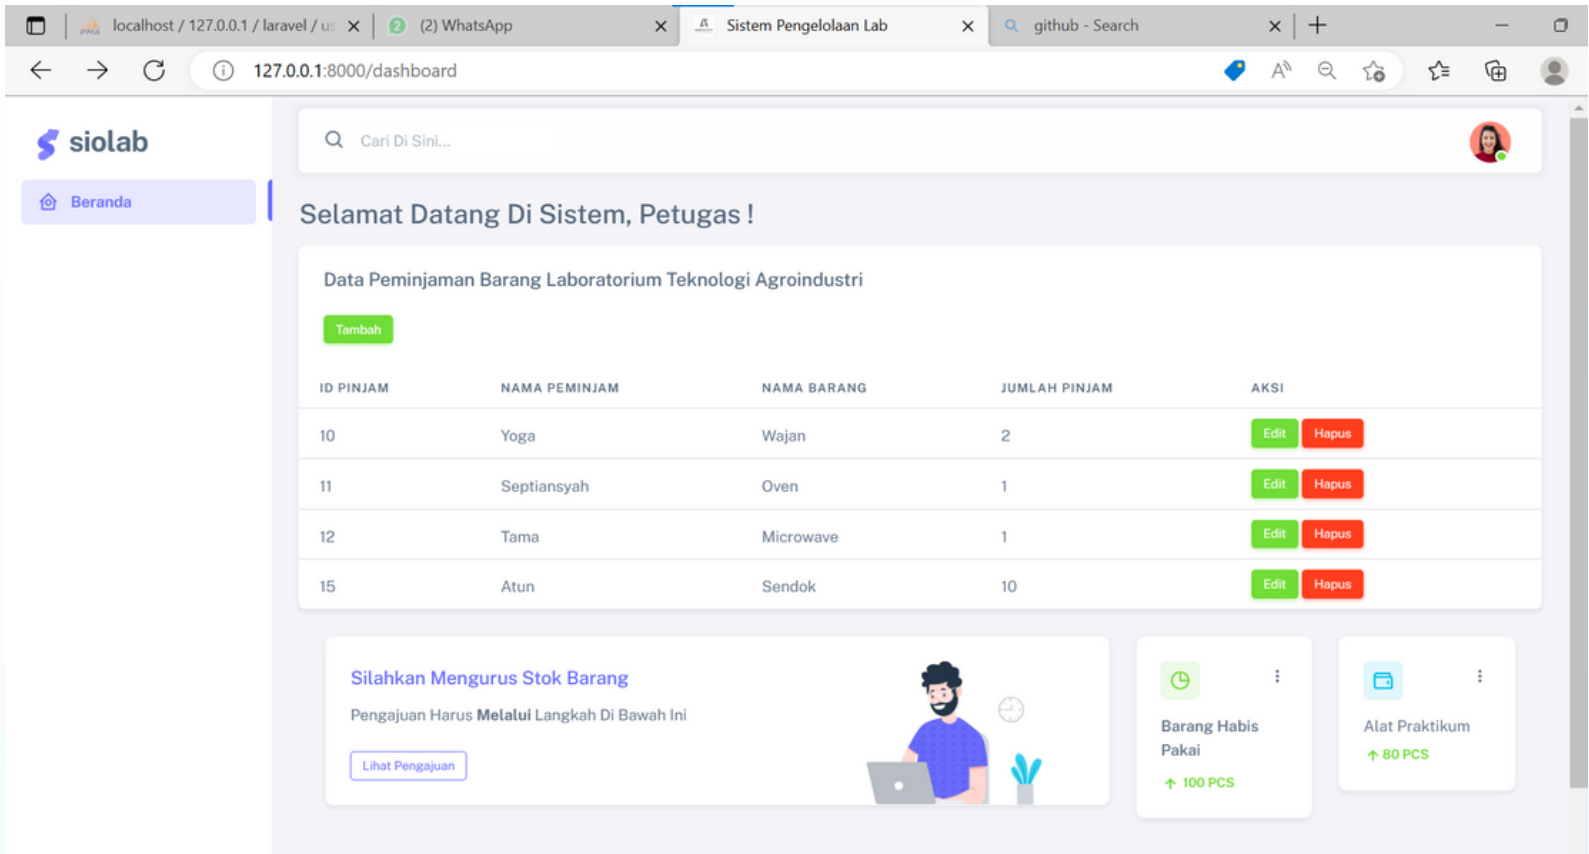 localhost / 127.0.0.1 / laravel / us
(2) WhatsApp
Sistem Pengelolaan Lab
github - Search
127.0.0.1:8000/dashboard
siolab
Cari Di Sini...
Beranda
Selamat Datang Di Sistem, Petugas !
Data Peminjaman Barang Laboratorium Teknologi Agroindustri
Tambah
ID PINJAM NAMA PEMINJAM NAMA BARANG JUMLAH PINJAM AKSI
10 Yoga Wajan 2 Edit Hapus
11 Septiansyah Oven 1 Edit Hapus
12 Tama Microwave 1 Edit Hapus
15 Atun Sendok 10 Edit Hapus
Silahkan Mengurus Stok Barang
Pengajuan Harus Melalui Langkah Di Bawah Ini
Lihat Pengajuan
Barang Habis
Pakai
100 PCS
Alat Praktikum
80 PCS